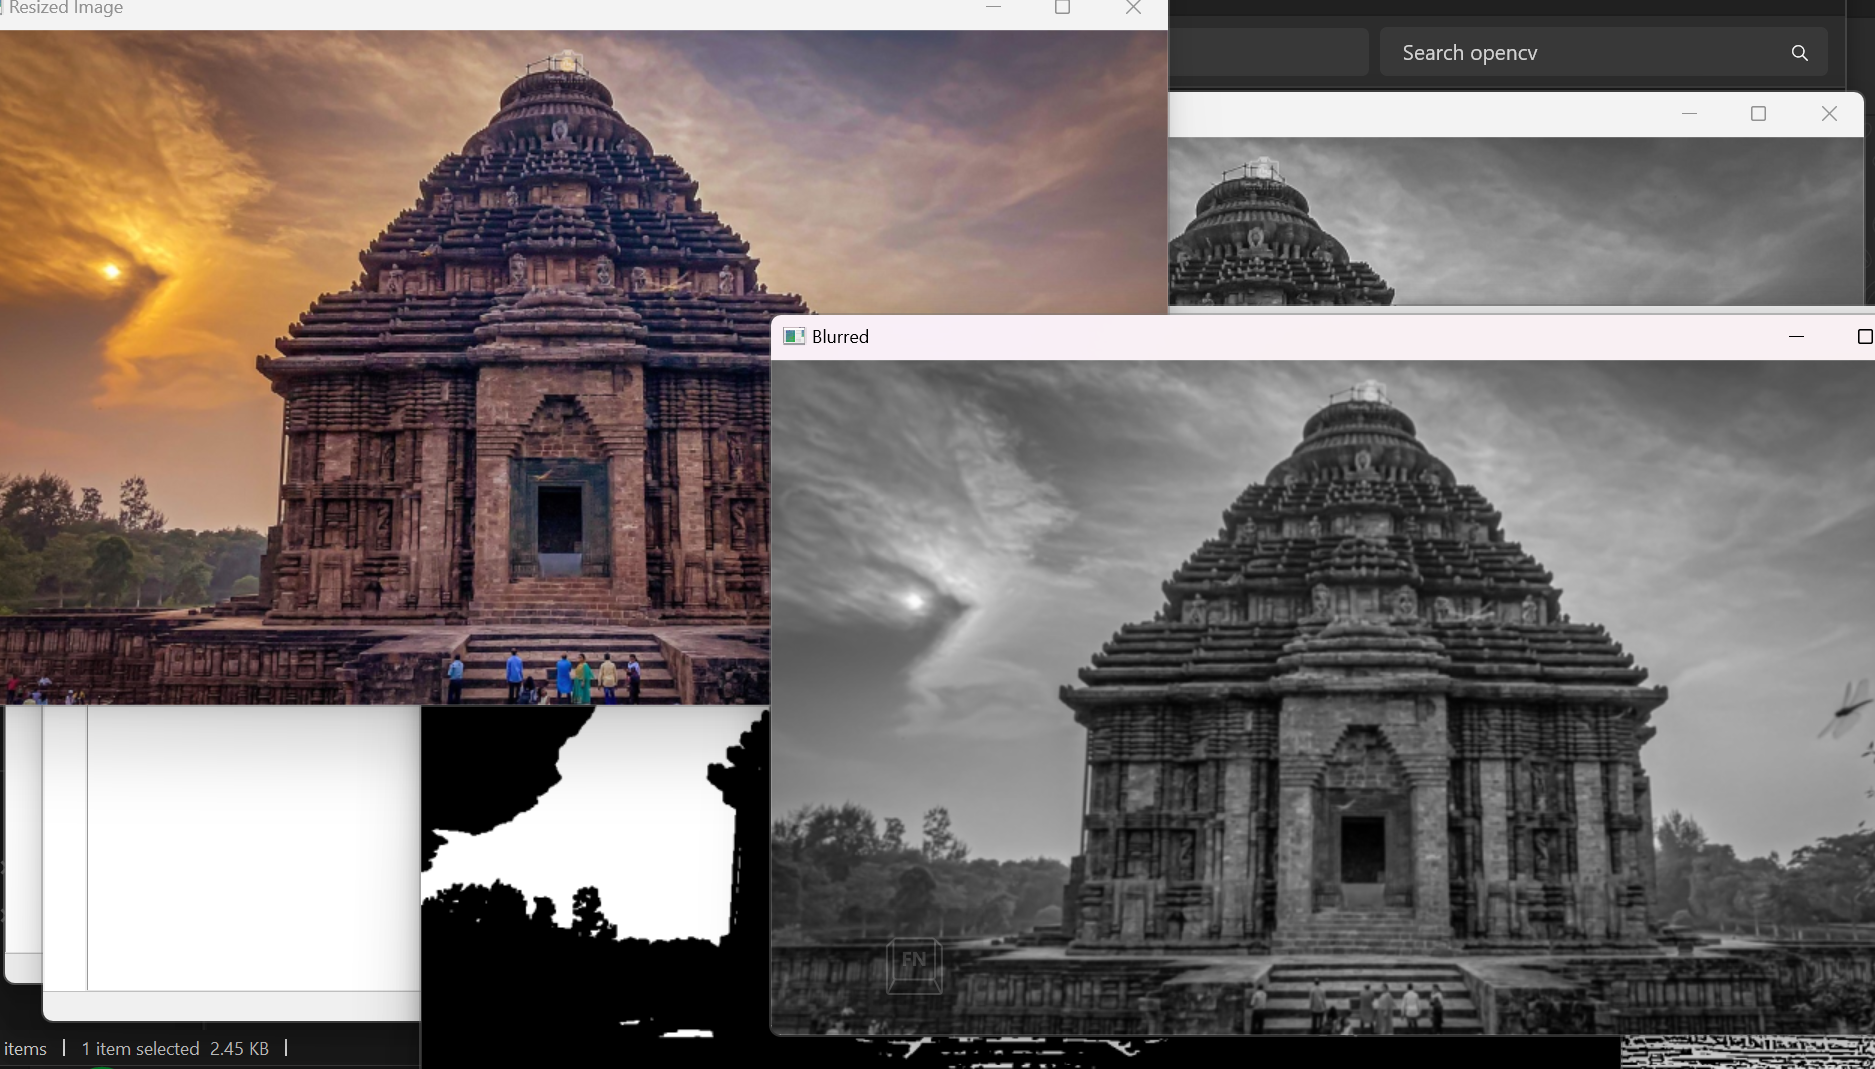 Resized Image
Search opencv
Blurred
FN
items
1 item selected 2.45 KB